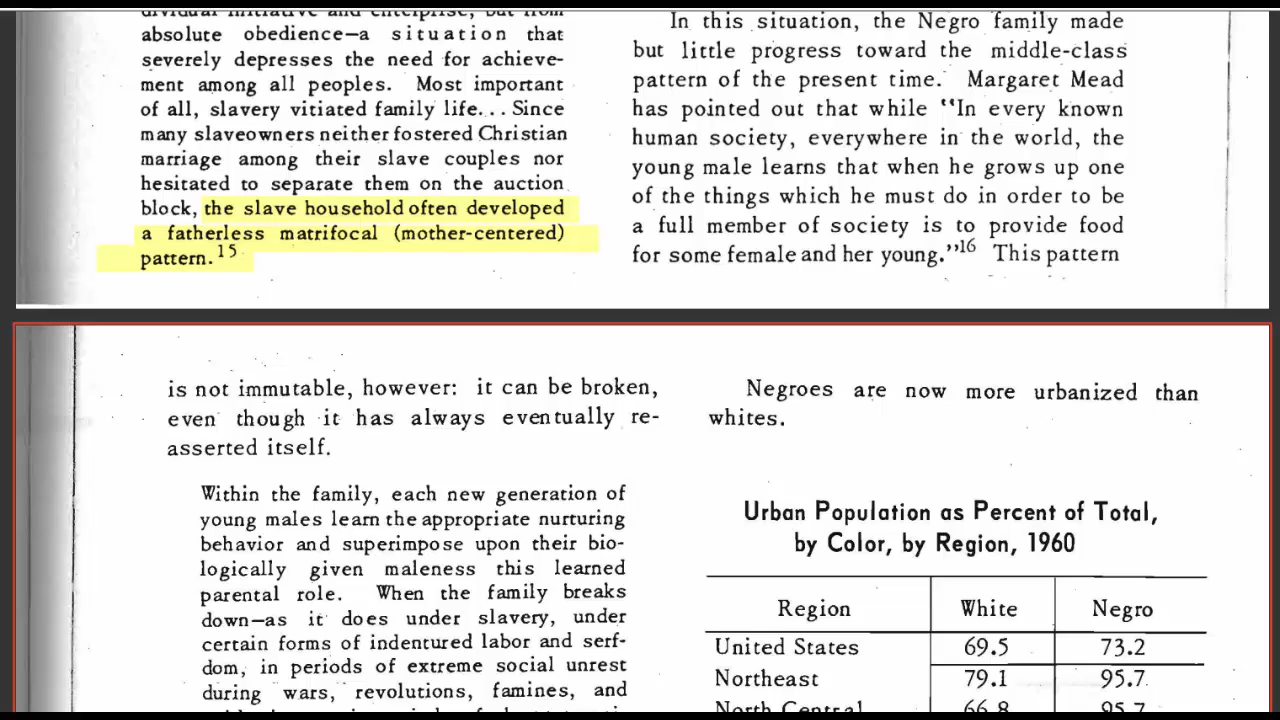 dividual initiative and enterprise, but from
absolute obedience—a situation that
severely depresses the need for achieve-
ment among all peoples. Most important
of all, slavery vitiated family life... Since
many slaveowners neither fostered Christian
marriage among their slave couples nor
hesitated to separate them on the auction
block, the slave household often developed
a fatherless matrifocal (mother-centered)
pattern.15
In this situation, the Negro family made
but little progress toward the middle-class
pattern of the present time. Margaret Mead
has pointed out that while "In every known
human society, everywhere in the world, the
young male learns that when he grows up one
of the things which he must do in order to be
a full member of society is to provide food
for some female and her young."16 This pattern
is not immutable, however: it can be broken,
even though it has always eventually re-
asserted itself.
Within the family, each new generation of
young males learn the appropriate nurturing
behavior and superimpose upon their bio-
logically given maleness this learned
parental role. When the family breaks
down—as it does under slavery, under
certain forms of indentured labor and serf-
dom, in periods of extreme social unrest
during wars, revolutions, famines, and
Negroes are now more urbanized than
whites.
Urban Population as Percent of Total,
by Color, by Region, 1960
Region White Negro
United States 69.5 73.2
Northeast 79.1 95.7
North Central 66.8 95.7